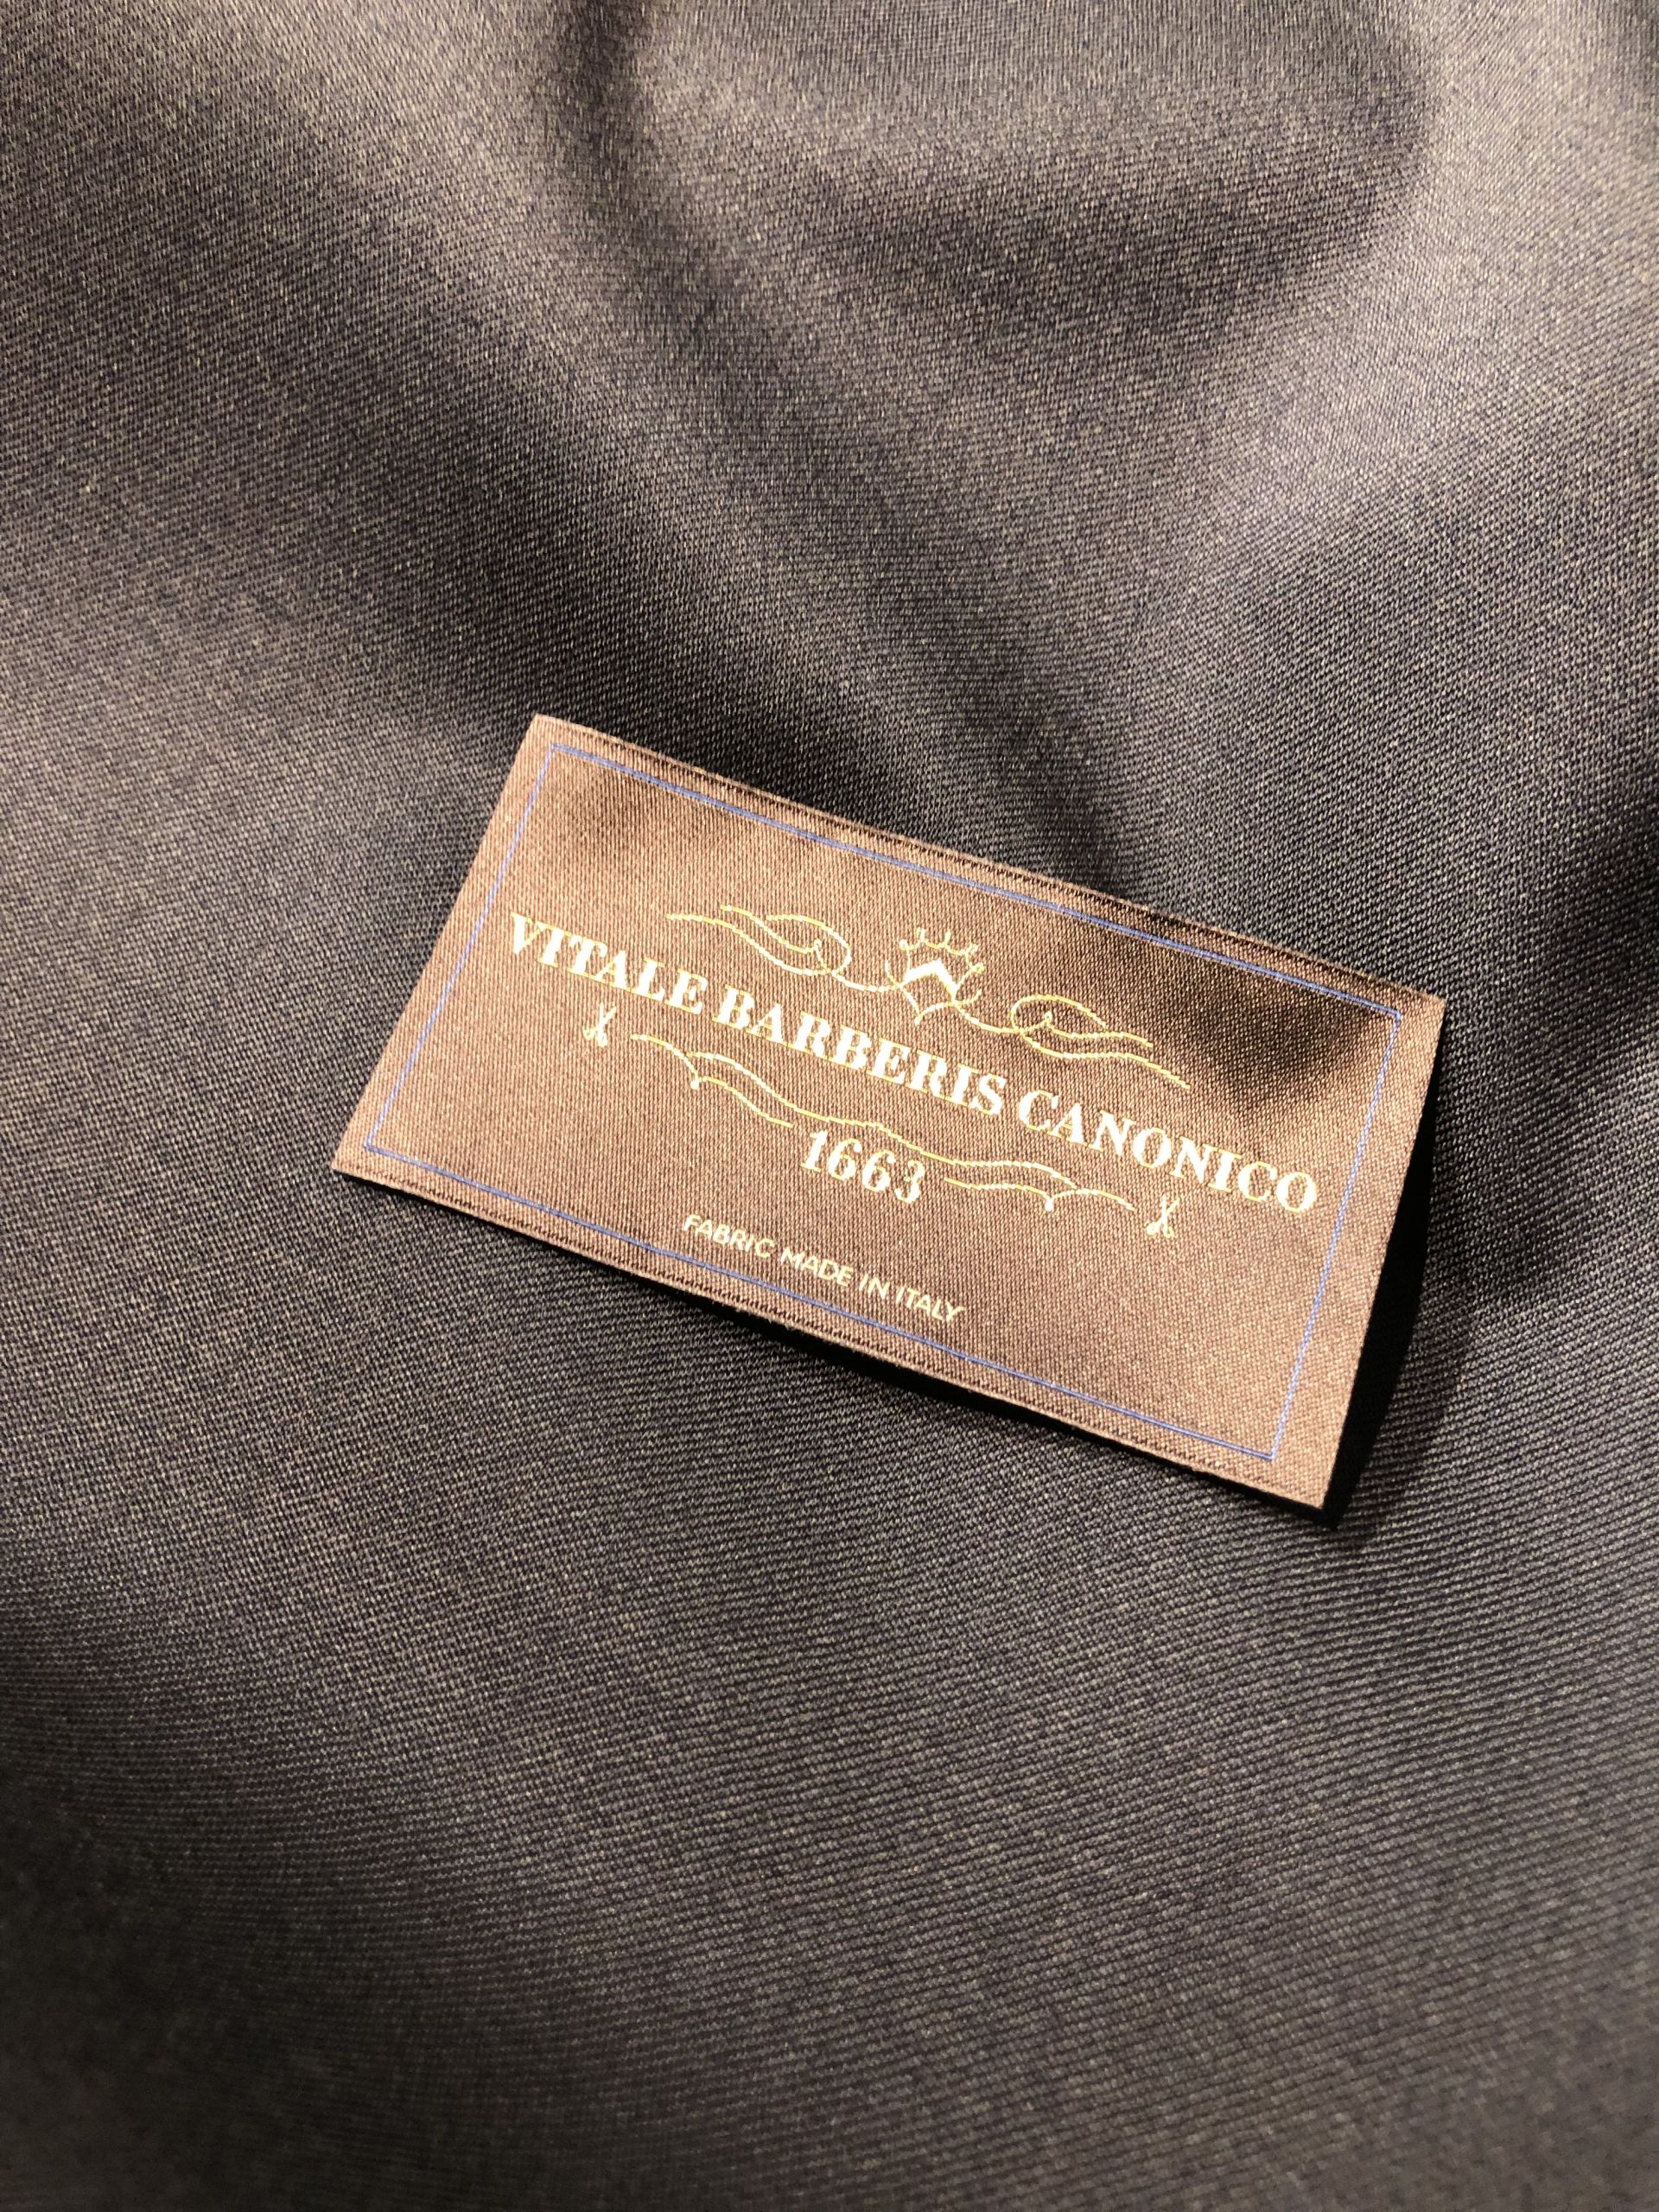 VITALE BARBERIS CANONICO
1663
FABRIC MADE IN ITALY